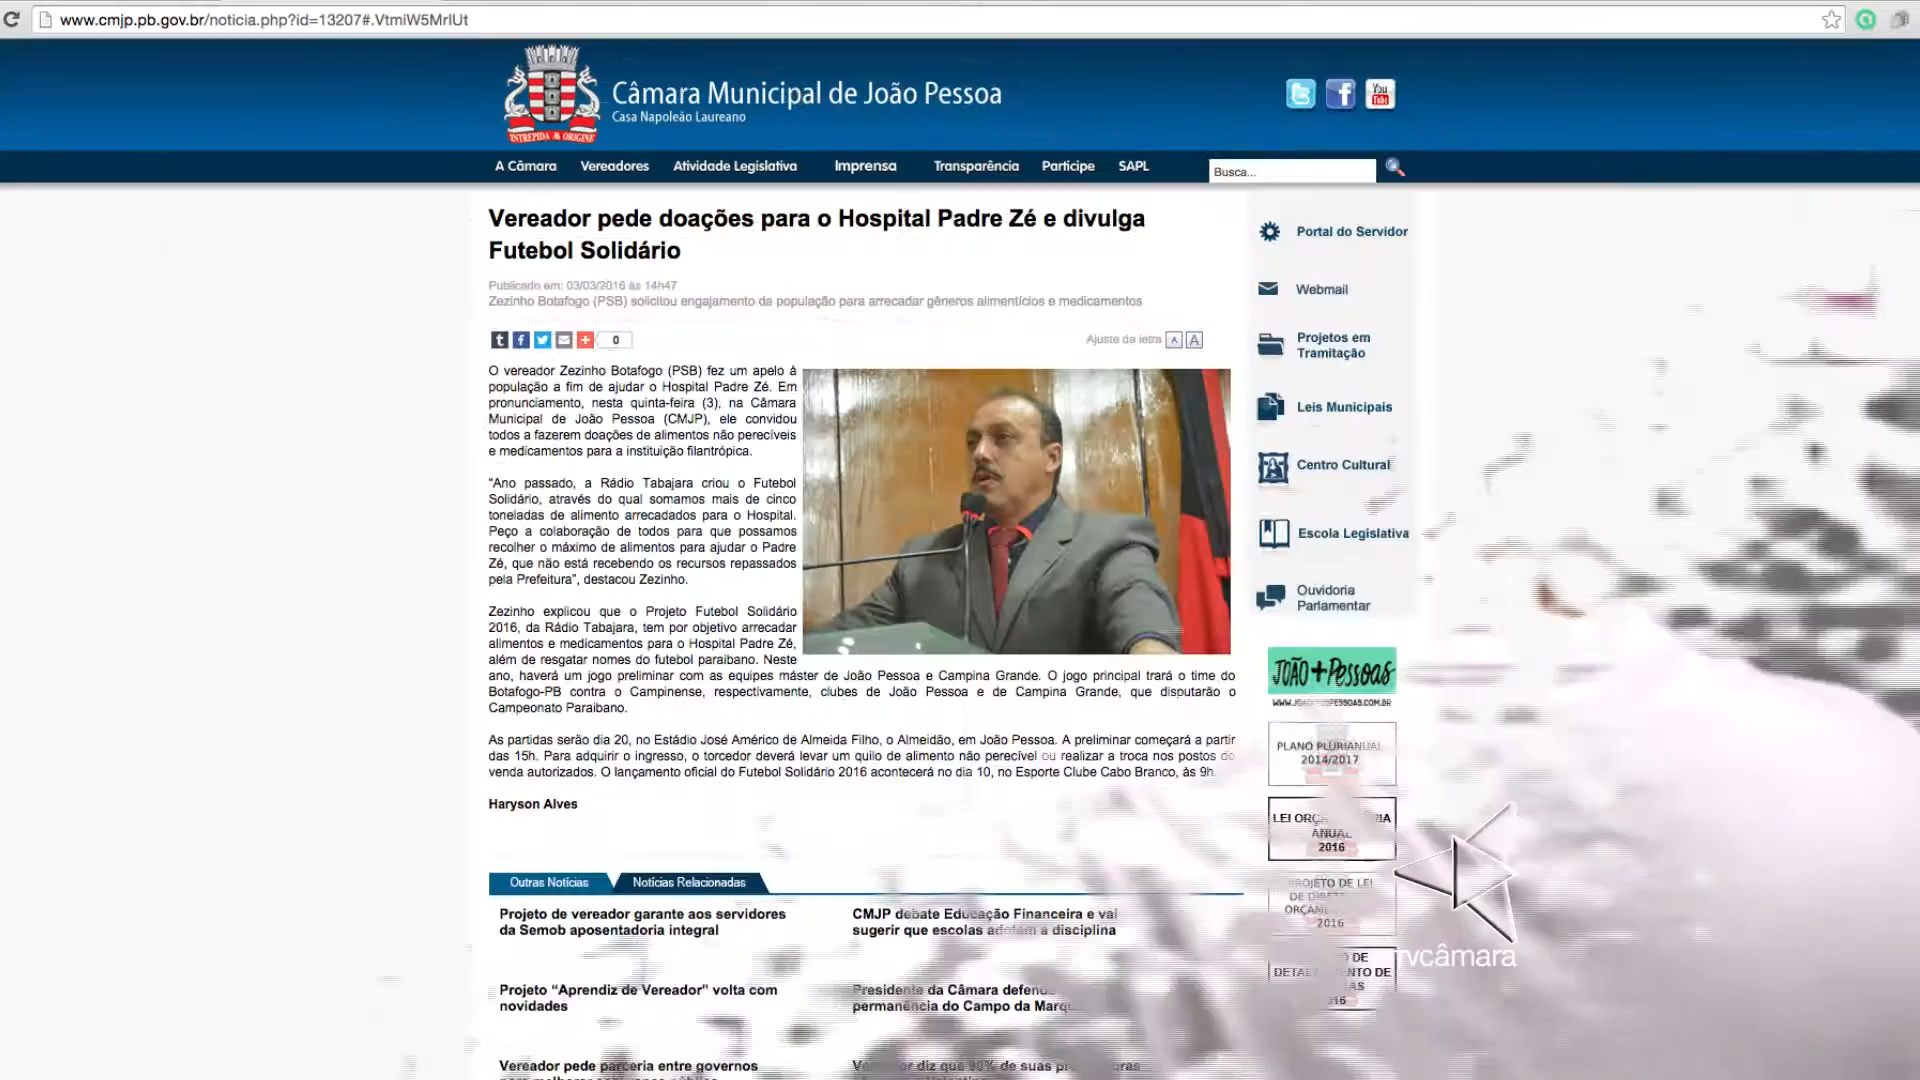 www.cmjp.pb.gov.br/noticia.php?id=13207#.VtmiW5MrlUt
Câmara Municipal de João Pessoa
Casa Napoleão Laureano
INTREPIDA AB ORIGINE
You
Tube
A Câmara
Vereadores
Atividade Legislativa
Imprensa
Transparência
Participe
SAPL
Busca...
Vereador pede doações para o Hospital Padre Zé e divulga
Futebol Solidário
Publicado em: 03/03/2016 às 14h47
Zezinho Botafogo (PSB) solicitou engajamento da população para arrecadar gêneros alimentícios e medicamentos
0
Ajuste da letra A A
O vereador Zezinho Botafogo (PSB) fez um apelo à
população a fim de ajudar o Hospital Padre Zé. Em
pronunciamento, nesta quinta-feira (3), na Câmara
Municipal de João Pessoa (CMJP), ele convidou
todos a fazerem doações de alimentos não perecíveis
e medicamentos para a instituição filantrópica.
"Ano passado, a Rádio Tabajara criou o Futebol
Solidário, através do qual somamos mais de cinco
toneladas de alimento arrecadados para o Hospital.
Peço a colaboração de todos para que possamos
recolher o máximo de alimentos para ajudar o Padre
Zé, que não está recebendo os recursos repassados
pela Prefeitura", destacou Zezinho.
Zezinho explicou que o Projeto Futebol Solidário
2016, da Rádio Tabajara, tem por objetivo arrecadar
alimentos e medicamentos para o Hospital Padre Zé,
além de resgatar nomes do futebol paraibano. Neste
ano, haverá um jogo preliminar com as equipes máster de João Pessoa e Campina Grande. O jogo principal trará o time do
Botafogo-PB contra o Campinense, respectivamente, clubes de João Pessoa e de Campina Grande, que disputarão o
Campeonato Paraibano.
As partidas serão dia 20, no Estádio José Américo de Almeida Filho, o Almeidão, em João Pessoa. A preliminar começará a partir
das 15h. Para adquirir o ingresso, o torcedor deverá levar um quilo de alimento não perecível ou realizar a troca nos postos de
venda autorizados. O lançamento oficial do Futebol Solidário 2016 acontecerá no dia 10, no Esporte Clube Cabo Branco, às 9h.
Haryson Alves
Outras Notícias
Notícias Relacionadas
Projeto de vereador garante aos servidores
da Semob aposentadoria integral
CMJP debate Educação Financeira e vai
sugerir que escolas adotem a disciplina
Projeto “Aprendiz de Vereador” volta com
novidades
Presidente da Câmara
permanência do Campo da
Vereador pede parceria entre governos
diz que de suas
Portal do Servidor
Webmail
Projetos em
Tramitação
Leis Municipais
Centro Cultural
Escola Legislativa
Ouvidoria
Parlamentar
JOÃO+PESSOAS
PLANO PLURIANUAL
2014/2017
LEI
ANUAL
2016
PROJETO DE LEI
DE
2016
DE
DE
tvcâmara